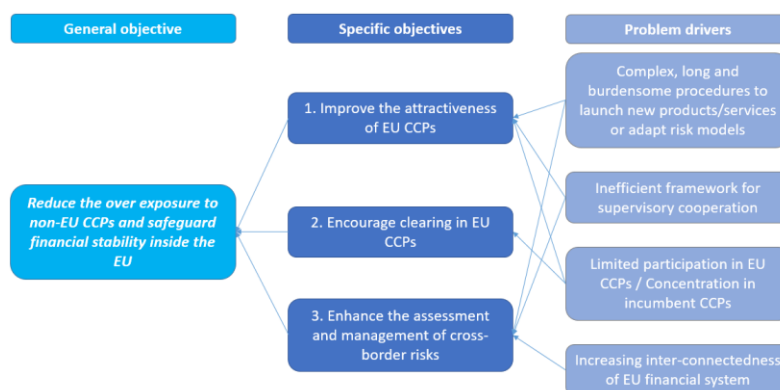 General objective
Specific objectives
Problem drivers
Reduce the over exposure to
non-EU CCPs and safeguard
financial stability inside the
EU
1. Improve the attractiveness
of EU CCPs
2. Encourage clearing in EU
CCPs
3. Enhance the assessment
and management of cross-
border risks
Complex, long and
burdensome procedures to
launch new products/services
or adapt risk models
Inefficient framework for
supervisory cooperation
Limited participation in EU
CCPs / Concentration in
incumbent CCPs
Increasing inter-connectedness
of EU financial system